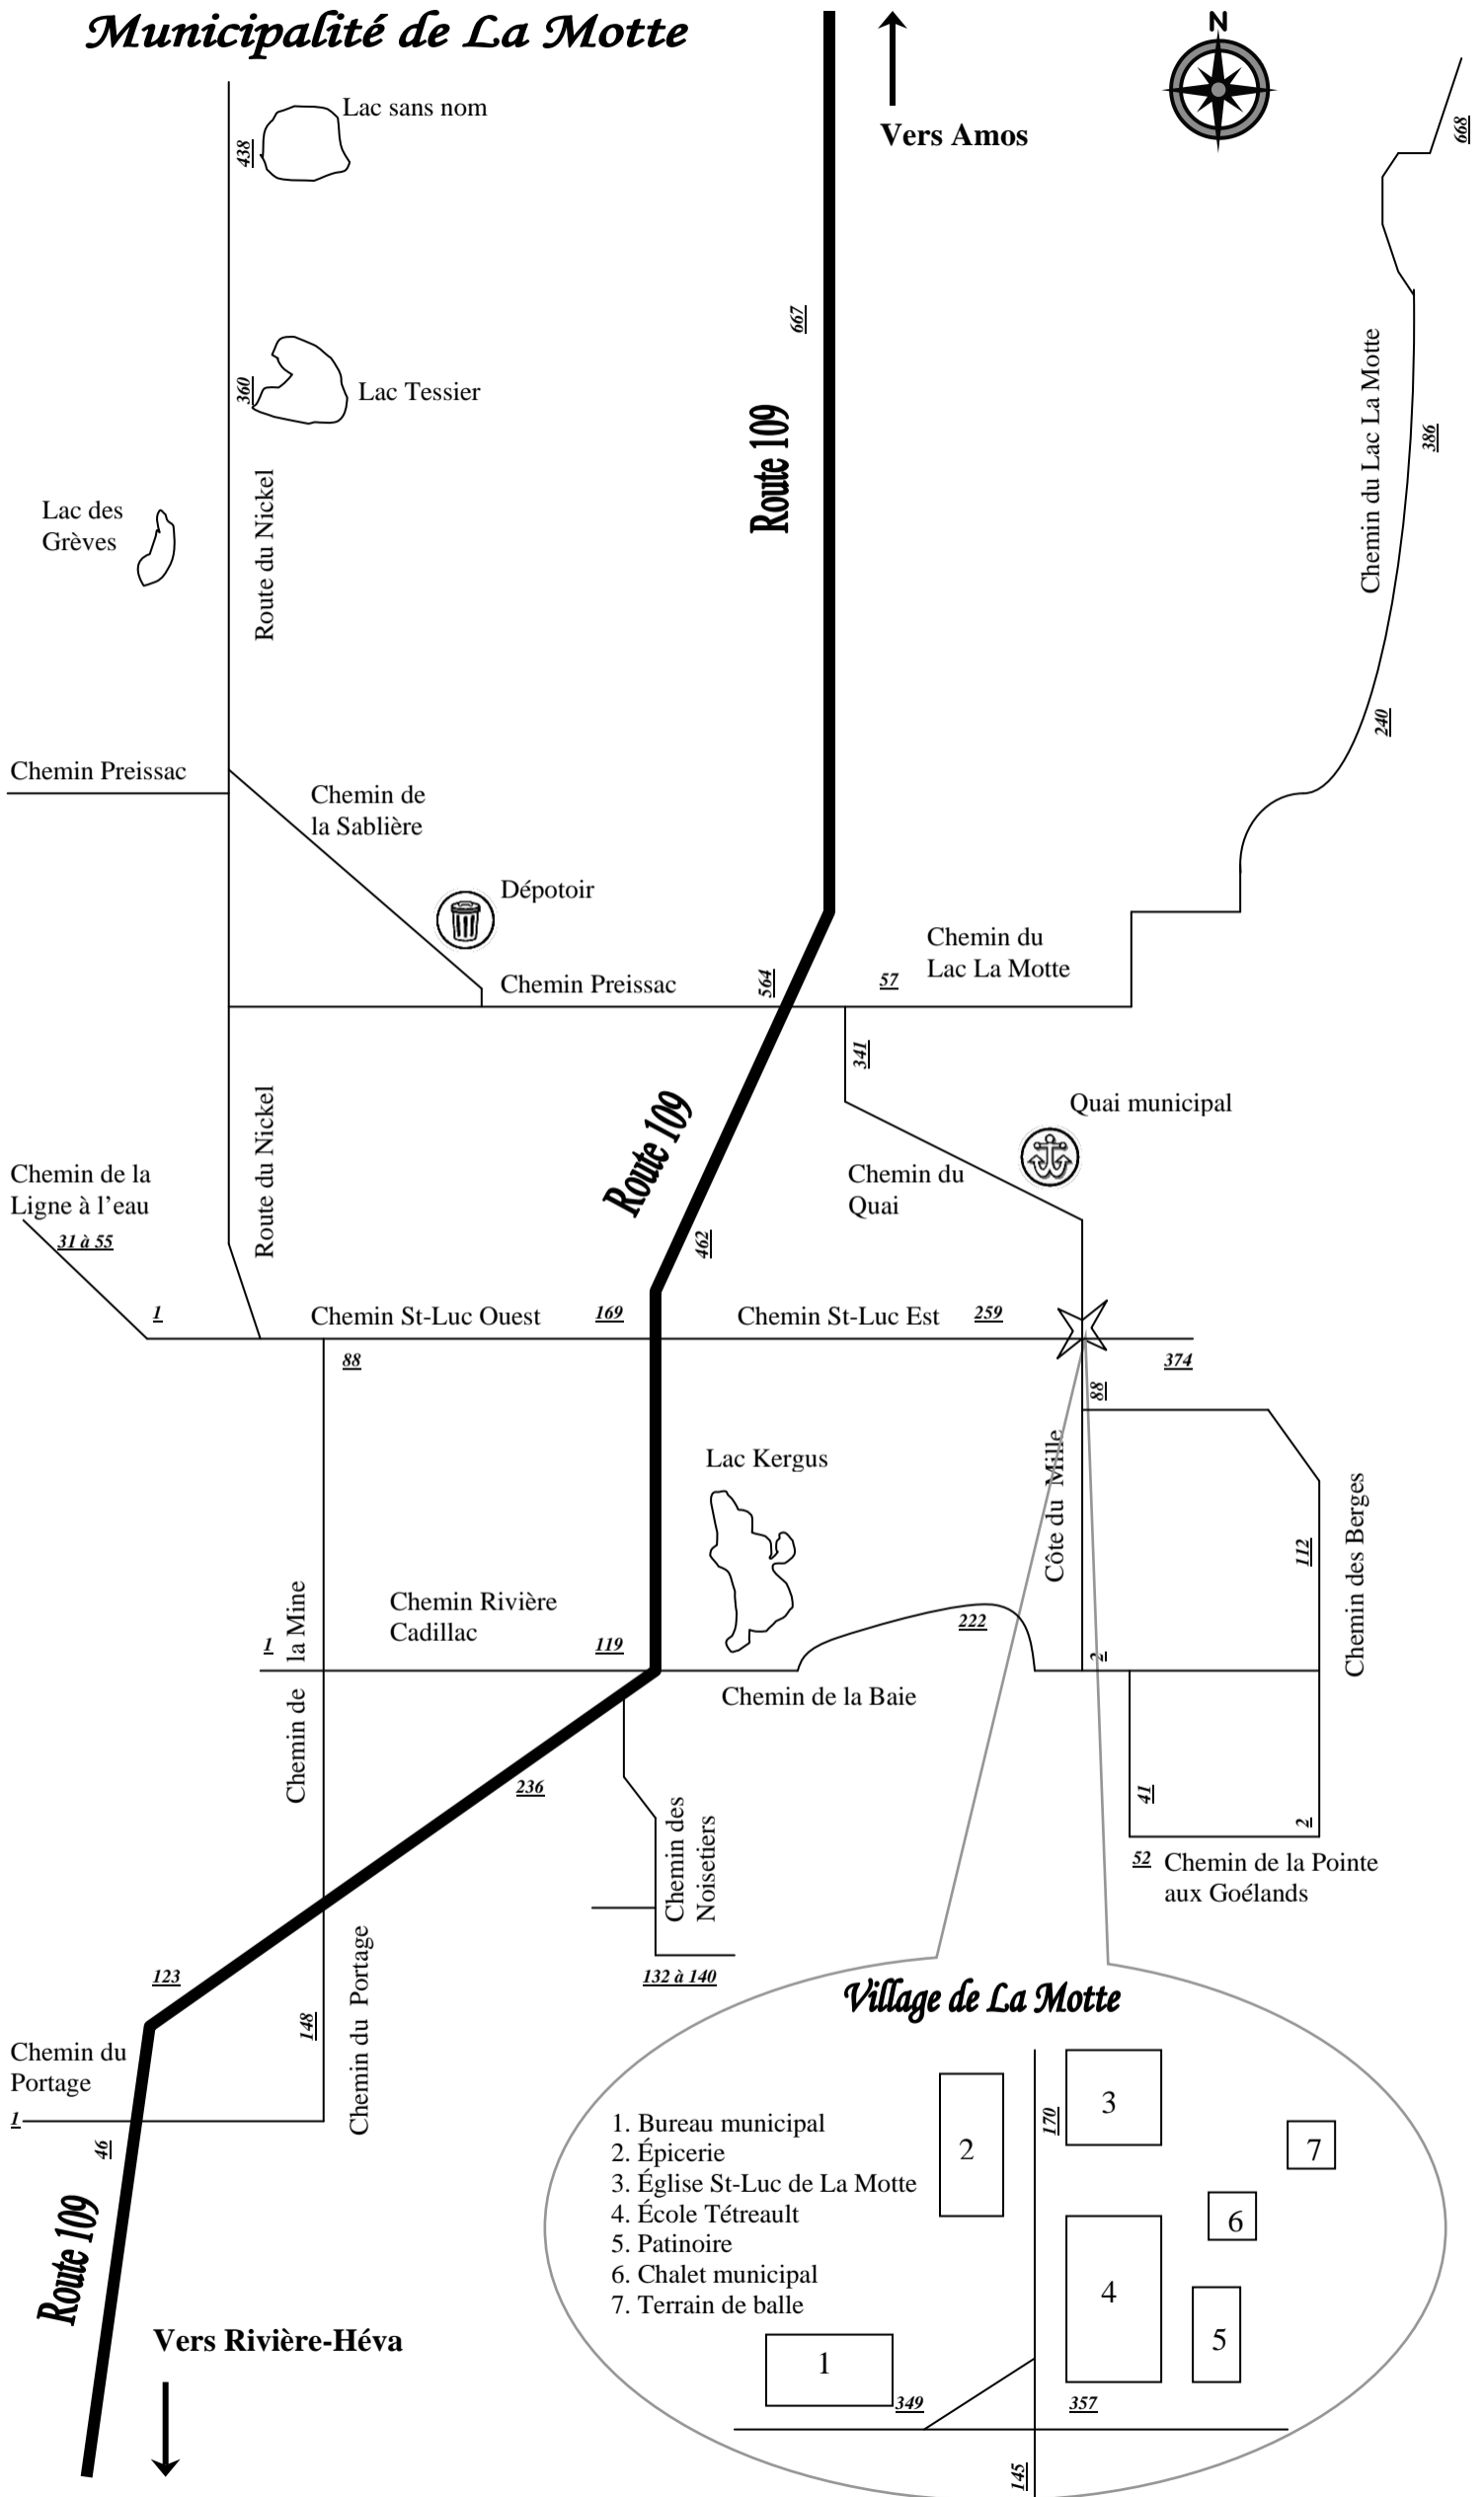 Municipalité de La Motte
N
Lac sans nom
438
Vers Amos
668
667
360
Lac Tessier
Route 109
Chemin du Lac La Motte
386
Lac des
Grèves
Route du Nickel
240
Chemin Preissac
Chemin de
la Sablière
Dépotoir
Chemin du
Lac La Motte
Chemin Preissac
564
57
341
Route 109
Quai municipal
Route du Nickel
Chemin de la
Ligne à l'eau
31 à 55
Chemin du
Quai
462
1
Chemin St-Luc Ouest
169
Chemin St-Luc Est
259
88
374
88
Lac Kergus
Côte du Mille
112
Chemin des Berges
Chemin Rivière
Cadillac
1
119
222
2
Chemin de la Mine
Chemin de la Baie
236
41
2
Chemin des
Noisetiers
52
Chemin de la Pointe
aux Goélands
123
132 à 140
148
Chemin du Portage
Village de La Motte
Chemin du
Portage
1
46
170
3
2
7
1. Bureau municipal
2. Épicerie
3. Église St-Luc de La Motte
4. École Tétreault
5. Patinoire
6. Chalet municipal
7. Terrain de balle
6
4
5
Route 109
Vers Rivière-Héva
1
349
357
145